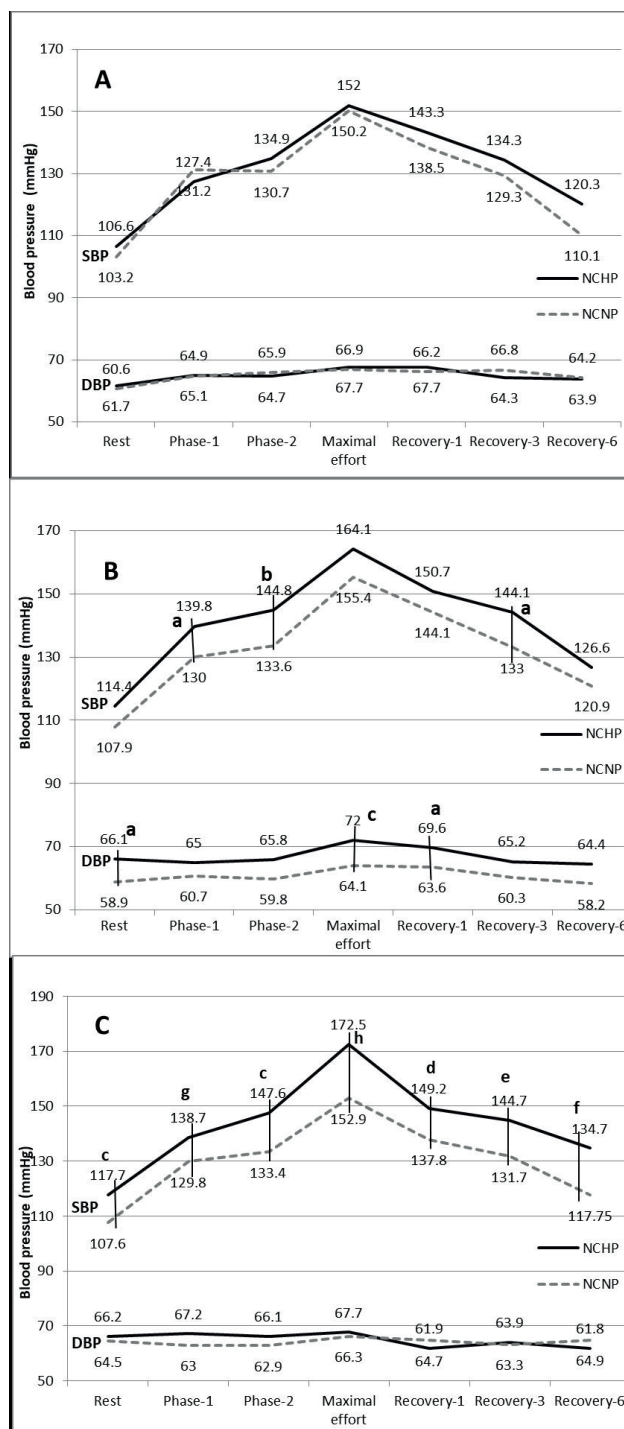 170
A
152
150
143.3
134.9
150.2
134.3
127.4
138.5
130
131.2
130.7
129.3
120.3
106.6
110
SBP
103.2
110.1
Blood pressure (mmHg)
NCHP
90
NCNP
70
60.6
64.9
65.9
66.9
66.2
66.8
64.2
DBP
61.7
65.1
64.7
67.7
67.7
64.3
63.9
50
Rest
Phase-1
Phase-2
Maximal
effort
Recovery-1
Recovery-3
Recovery-6
170
B
164.1
150
b
150.7
139.8
144.8
155.4
144.1
a
a
144.1
130
130
133.6
133
126.6
114.4
120.9
110
SBP
107.9
Blood pressure (mmHg)
NCHP
90
NCNP
70
66.1
a
65
65.8
72
c
69.6
a
65.2
64.4
DBP
58.9
60.7
59.8
64.1
63.6
60.3
58.2
50
Rest
Phase-1
Phase-2
Maximal
effort
Recovery-1
Recovery-3
Recovery-6
190
C
172.5
170
h
c
d
e
g
147.6
149.2
144.7
f
150
138.7
152.9
134.7
c
137.8
130
117.7
129.8
133.4
131.7
SBP
110
107.6
117.75
Blood pressure (mmHg)
NCHP
90
NCNP
70
66.2
67.2
66.1
67.7
61.9
63.9
61.8
DBP
64.5
63
62.9
66.3
64.7
63.3
64.9
50
Rest
Phase-1
Phase-2
Maximal
effort
Recovery-1
Recovery-3
Recovery-6